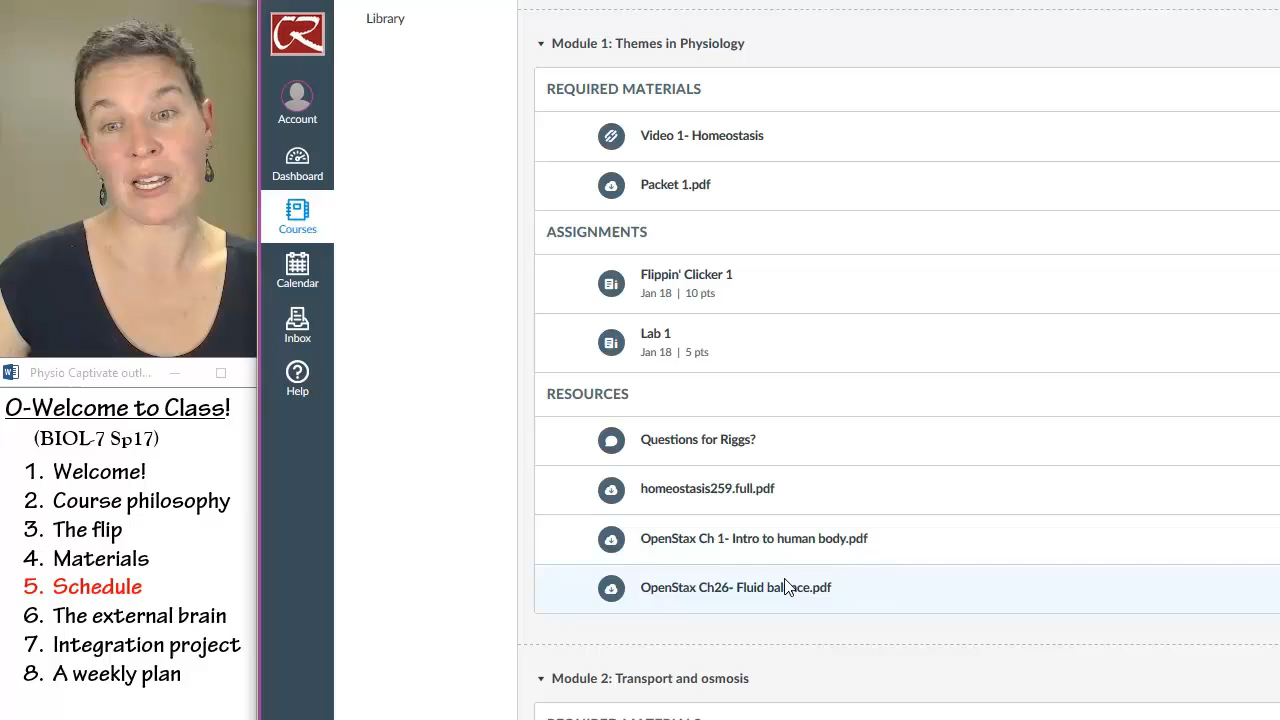 Library
CR
Account
Dashboard
Courses
Calendar
Inbox
Help
Module 1: Themes in Physiology
REQUIRED MATERIALS
Video 1- Homeostasis
Packet 1.pdf
ASSIGNMENTS
Flippin' Clicker 1
Jan 18 | 10 pts
Lab 1
Jan 18 | 5 pts
RESOURCES
Questions for Riggs?
homeostasis259.full.pdf
OpenStax Ch 1- Intro to human body.pdf
OpenStax Ch26- Fluid balance.pdf
Module 2: Transport and osmosis
Physio Captivate outl...
0-Welcome to Class!
(BIOL-7 Sp17)
1. Welcome!
2. Course philosophy
3. The flip
4. Materials
5. Schedule
6. The external brain
7. Integration project
8. A weekly plan